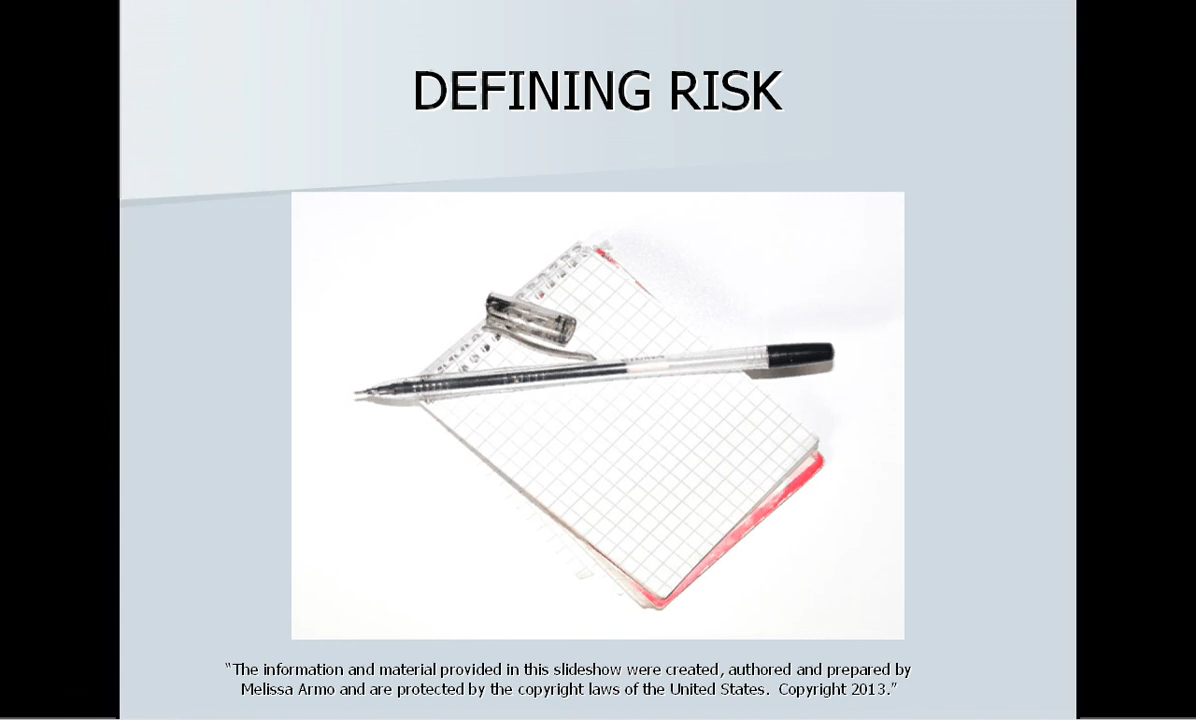 DEFINING RISK
“The information and material provided in this slideshow were created, authored and prepared by
Melissa Armo and are protected by the copyright laws of the United States.  Copyright 2013.”